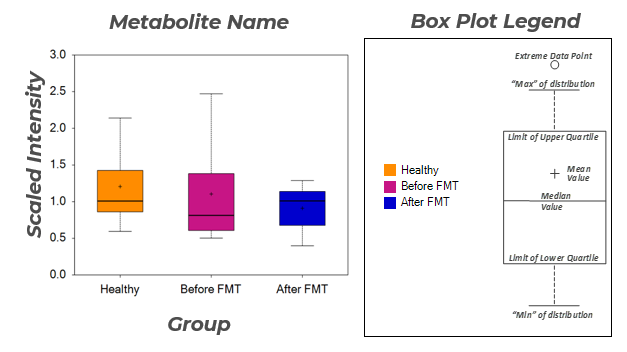 Metabolite Name
Scaled Intensity
3.0
2.5
2.0
1.5
1.0
0.5
0.0
Healthy
Before FMT
After FMT
Group
Box Plot Legend
Healthy
Before FMT
After FMT
Extreme Data Point
“Max” of distribution
Limit of Upper Quartile
Mean
Value
Median
Value
Limit of Lower Quartile
“Min” of distribution